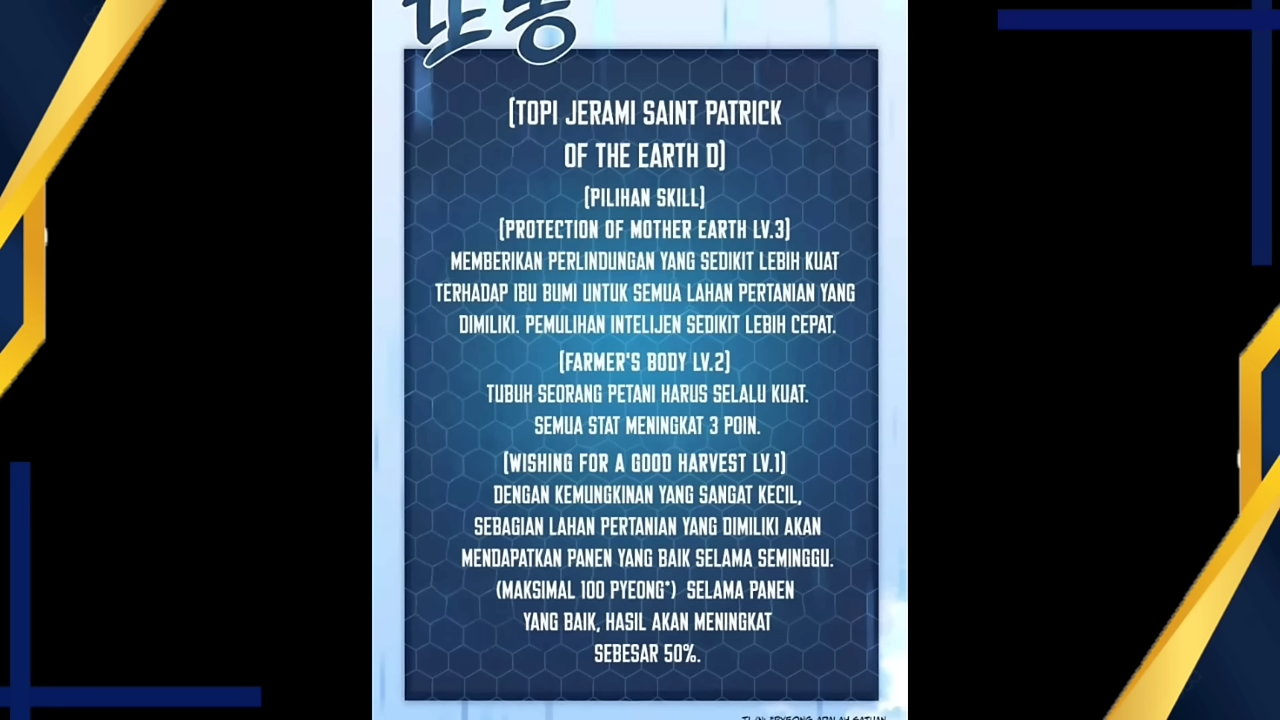 [TOPI JERAMI SAINT PATRICK
OF THE EARTH D]
[PILIHAN SKILL]
[PROTECTION OF MOTHER EARTH LV.3]
MEMBERIKAN PERLINDUNGAN YANG SEDIKIT LEBIH KUAT
TERHADAP IBU BUMI UNTUK SEMUA LAHAN PERTANIAN YANG
DIMILIKI. PEMULIHAN INTELIJEN SEDIKIT LEBIH CEPAT.
[FARMER'S BODY LV.2]
TUBUH SEORANG PETANI HARUS SELALU KUAT.
SEMUA STAT MENINGKAT 3 POIN.
[WISHING FOR A GOOD HARVEST LV.1]
DENGAN KEMUNGKINAN YANG SANGAT KECIL,
SEBAGIAN LAHAN PERTANIAN YANG DIMILIKI AKAN
MENDAPATKAN PANEN YANG BAIK SELAMA SEMINGGU.
(MAKSIMAL 100 PYEONG*) SELAMA PANEN
YANG BAIK, HASIL AKAN MENINGKAT
SEBESAR 50%.